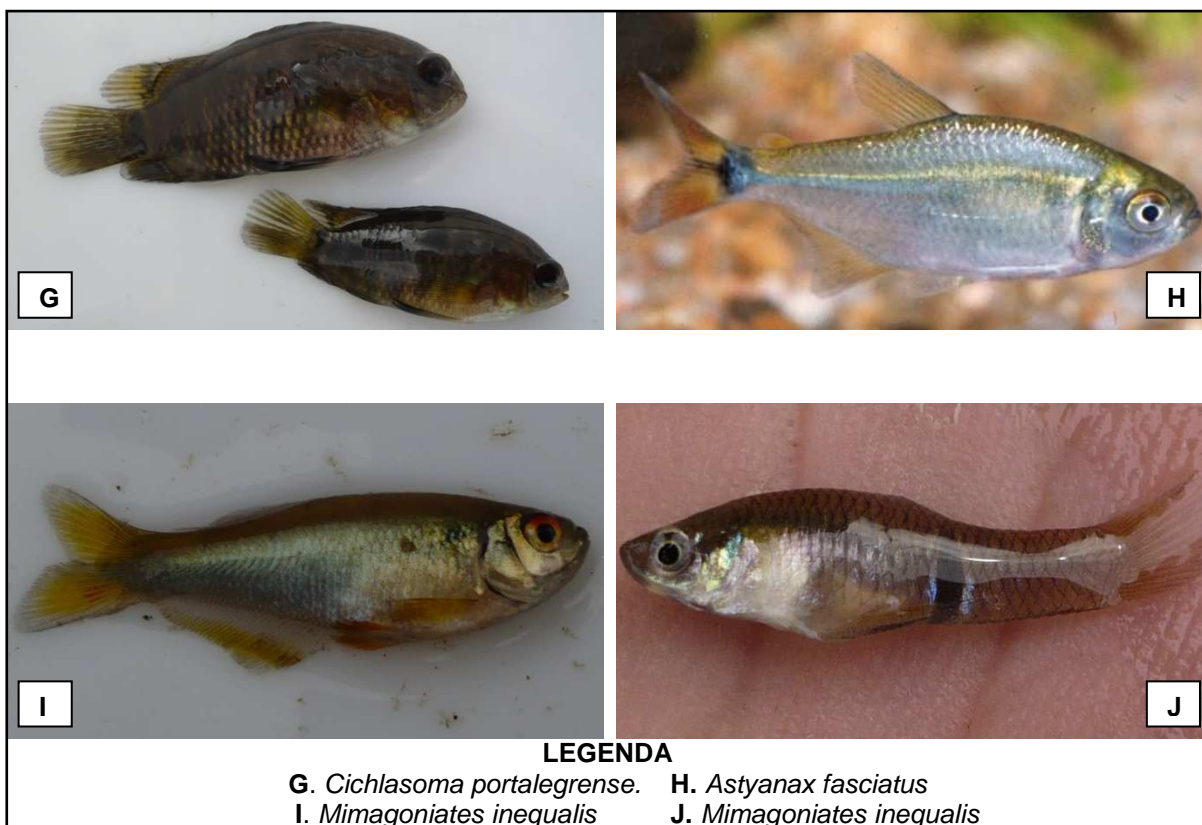 G
H
I
J
LEGENDA
G. Cichlasoma portalegrense. H. Astyanax fasciatus
I. Mimagoniates inequalis J. Mimagoniates inequalis